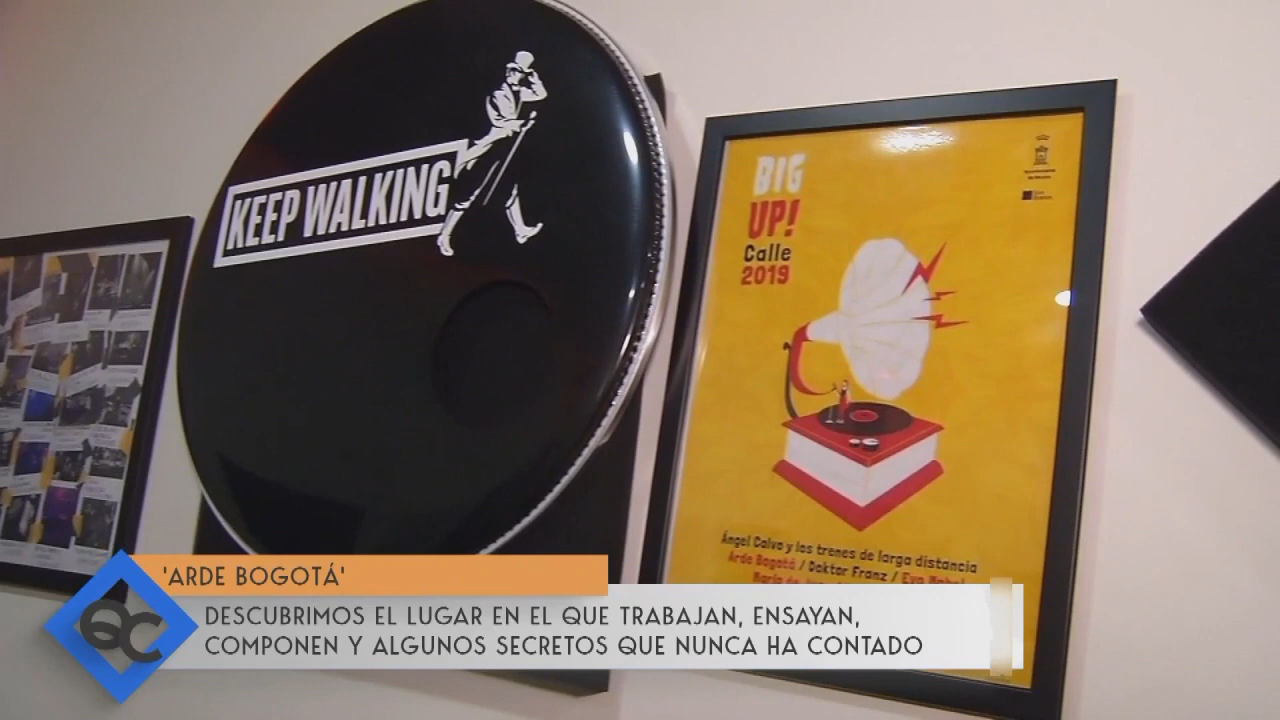 KEEP WALKING
BIG
UP!
Calle
2019
Ángel Calvo y los trenes de larga distancia
Arde Bogotá / Doktor Franz / Eva
'ARDE BOGOTÁ'
QC
DESCUBRIMOS EL LUGAR EN EL QUE TRABAJAN, ENSAYAN,
COMPONEN Y ALGUNOS SECRETOS QUE NUNCA HA CONTADO